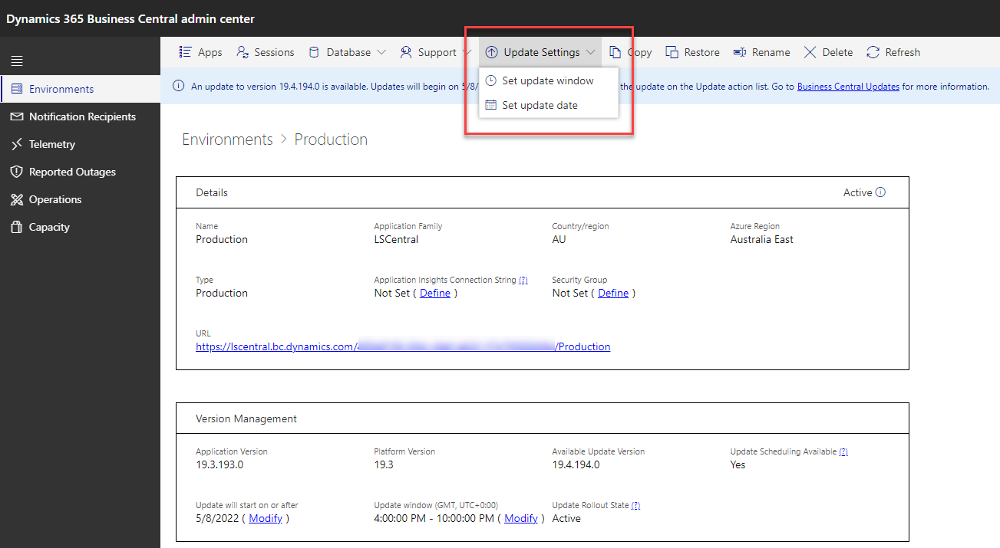 Dynamics 365 Business Central admin center
Apps Sessions Database Support Update Settings Copy Restore Rename Delete Refresh
Set update window
Set update date
An update to version 19.4.194.0 is available. Updates will begin on 5/8/ the update on the Update action list. Go to Business Central Updates for more information.
Environments
Notification Recipients
Telemetry
Reported Outages
Operations
Capacity
Environments > Production
Details Active
Name Application Family Country/region Azure Region
Production LSCentral AU Australia East
Type Application Insights Connection String (?) Security Group
Production Not Set ( Define ) Not Set ( Define )
URL
https://lscentral.bc.dynamics.com/ /Production
Version Management
Application Version Platform Version Available Update Version Update Scheduling Available (?)
19.3.193.0 19.3 19.4.194.0 Yes
Update will start on or after Update window (GMT, UTC+0:00) Update Rollout State (?)
5/8/2022 ( Modify ) 4:00:00 PM - 10:00:00 PM ( Modify ) Active